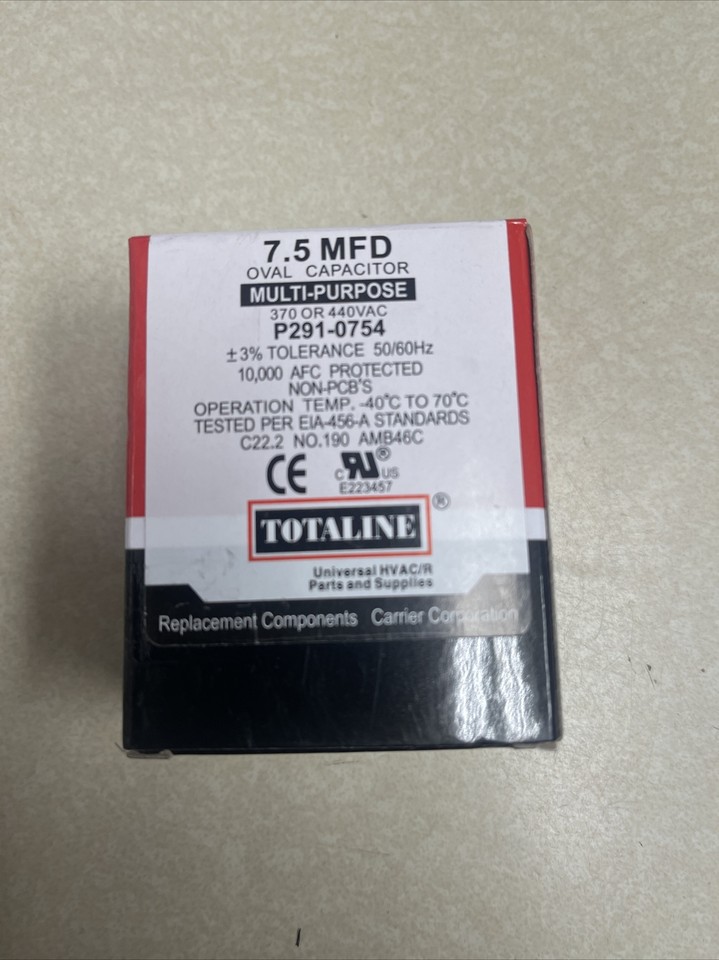 7.5 MFD
OVAL CAPACITOR
MULTI-PURPOSE
370 OR 440VAC
P291-0754
±3% TOLERANCE 50/60Hz
10,000 AFC PROTECTED
NON-PCB'S
OPERATION TEMP. -40°C TO 70°C
TESTED PER EIA-456-A STANDARDS
C22.2 NO.190 AMB46C
CE C RU® US
E223457
TOTALINE®
Universal HVAC/R
Parts and Supplies
Replacement Components Carrier Corporation